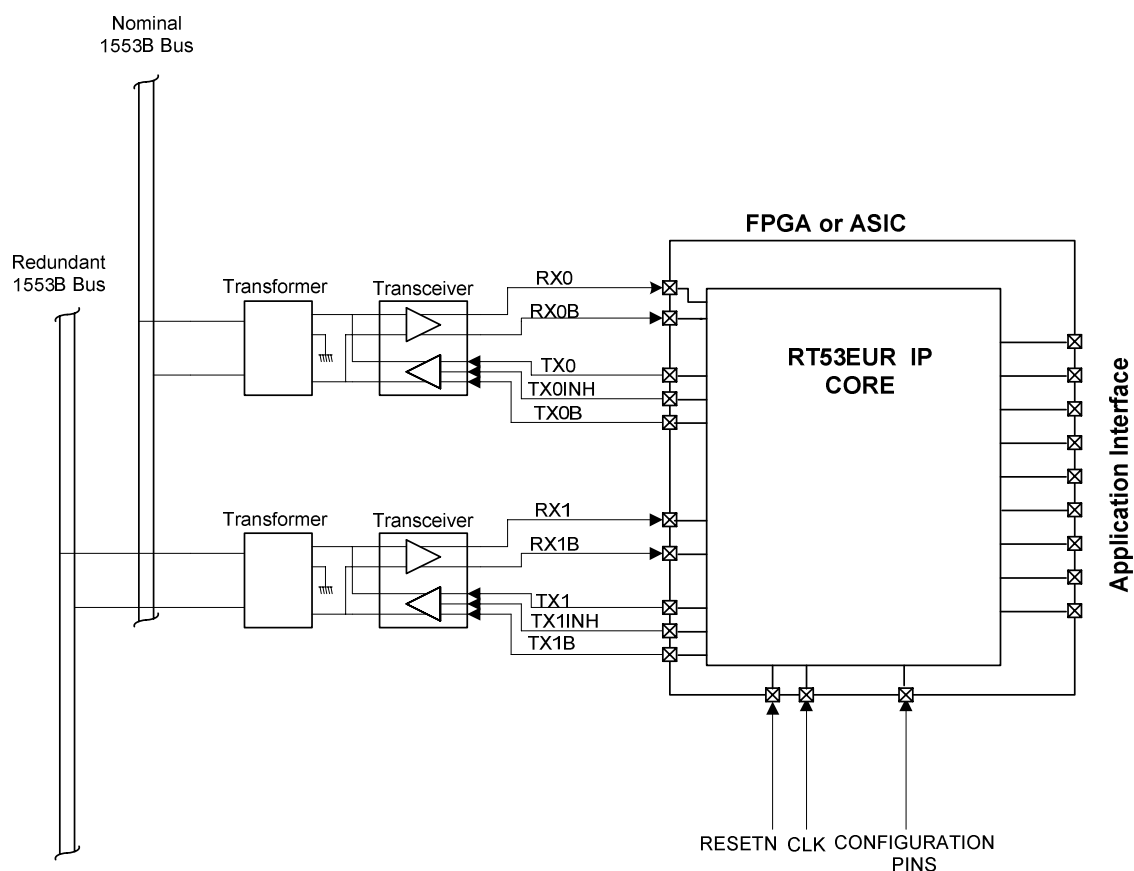 Nominal
1553B Bus
Redundant
1553B Bus
FPGA or ASIC
Transformer
Transceiver
RX0
RX0B
TX0
TX0INH
TX0B
RT53EUR IP
CORE
Application Interface
Transformer
Transceiver
RX1
RX1B
TX1
TX1INH
TX1B
RESETN
CLK
CONFIGURATION
PINS